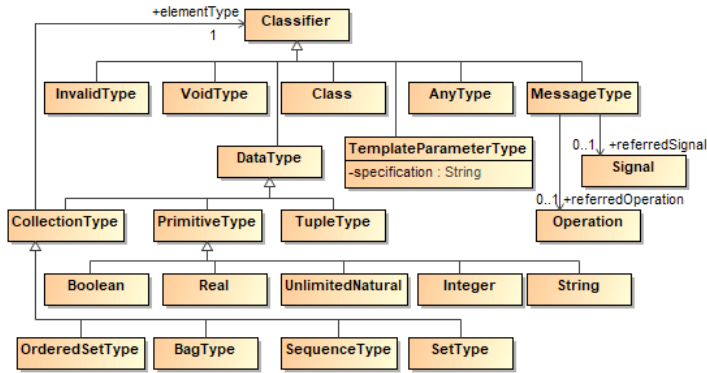 +elementType
Classifier
1
InvalidType
VoidType
Class
AnyType
MessageType
DataType
TemplateParameterType
-specification : String
0..1
+referredSignal
Signal
0..1
+referredOperation
CollectionType
PrimitiveType
TupleType
Operation
Boolean
Real
UnlimitedNatural
Integer
String
OrderedSetType
BagType
SequenceType
SetType